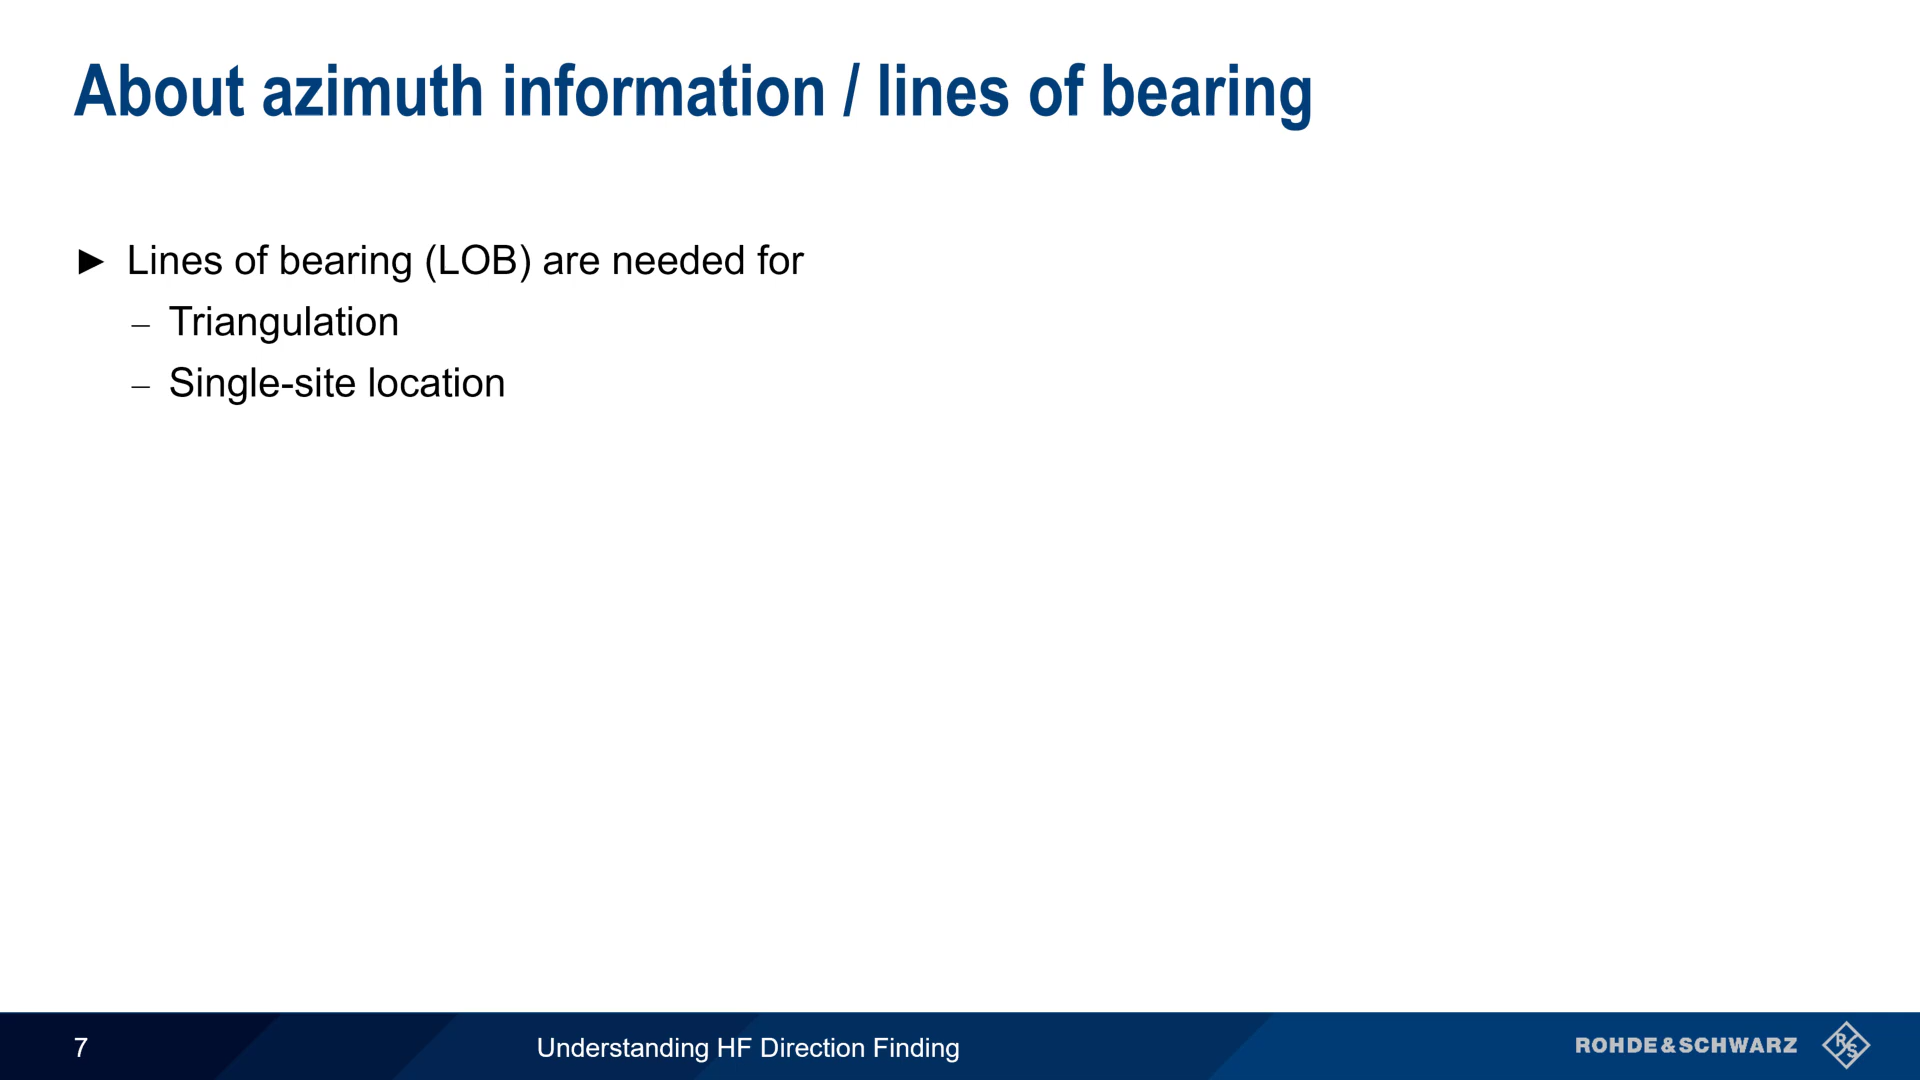 About azimuth information / lines of bearing
► Lines of bearing (LOB) are needed for
– Triangulation
– Single-site location
7
Understanding HF Direction Finding
ROHDE&SCHWARZ
R S